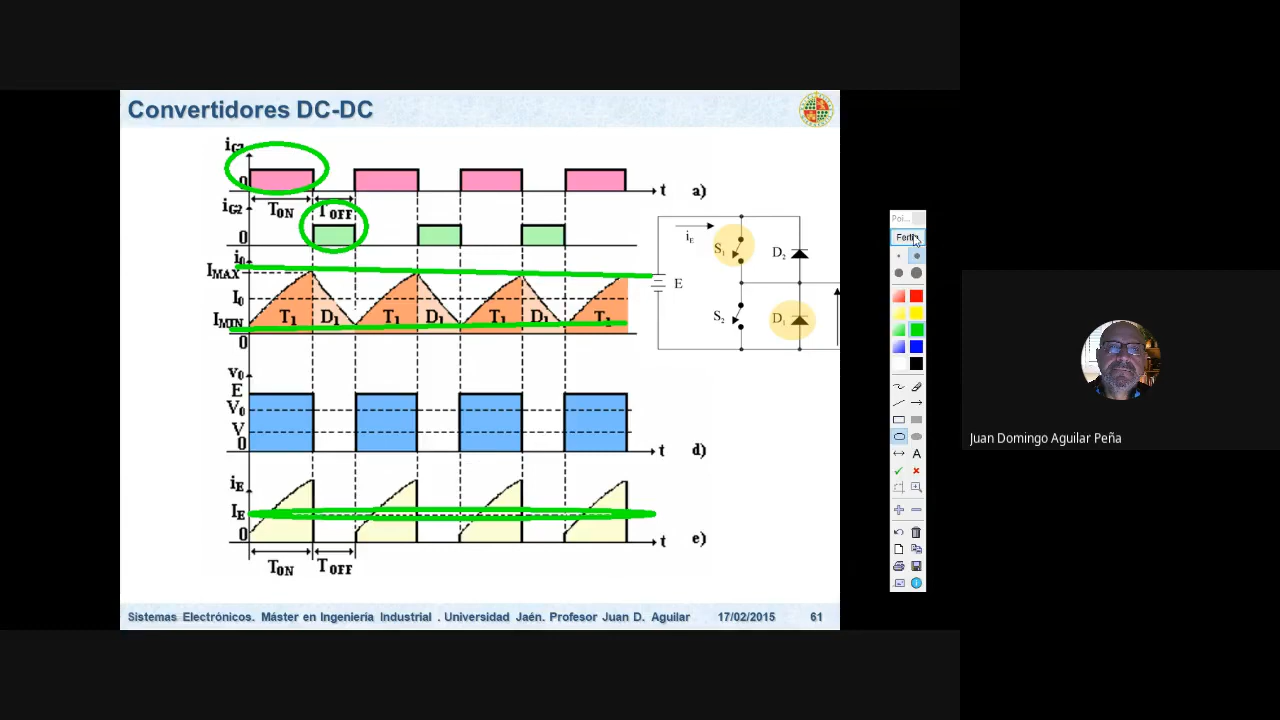 Convertidores DC-DC
0
t
a)
TON
TOFF
iG2
0
i0
IMAX
I0
IMIN
T1
D1
T1
D1
T1
D1
T1
0
iE
S1
D2
E
S2
D1
v0
E
V0
V
0
t
d)
iE
IE
0
t
e)
TON
TOFF
Sistemas Electrónicos. Máster en Ingeniería Industrial . Universidad Jaén. Profesor Juan D. Aguilar
17/02/2015
61
Poi...
A
Juan Domingo Aguilar Peña